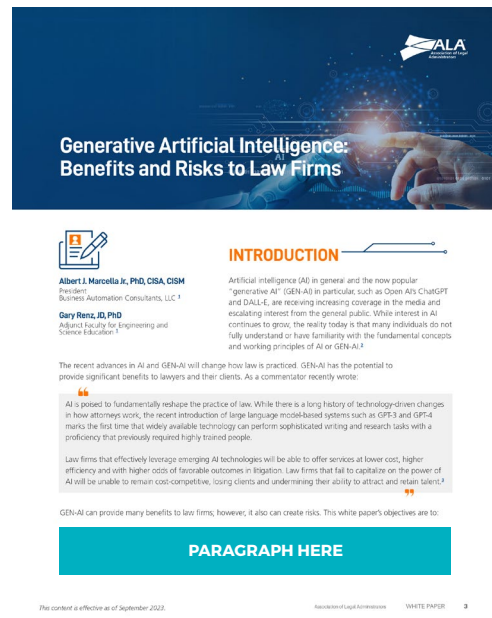 ALA®
Association of Legal
Administrators
Generative Artificial Intelligence:
AI
Benefits and Risks to Law Firms
Albert J. Marcella Jr., PhD, CISA, CISM
President
Business Automation Consultants, LLC 1
Gary Renz, JD, PhD
Adjunct Faculty for Engineering and
Science Education 1
INTRODUCTION
Artificial intelligence (AI) in general and the now popular
"generative AI" (GEN-AI) in particular, such as Open AI's ChatGPT
and DALL-E, are receiving increasing coverage in the media and
escalating interest from the general public. While interest in AI
continues to grow, the reality today is that many individuals do not
fully understand or have familiarity with the fundamental concepts
and working principles of AI or GEN-AI.2
The recent advances in AI and GEN-AI will change how law is practiced. GEN-AI has the potential to
provide significant benefits to lawyers and their clients. As a commentator recently wrote:
“
AI is poised to fundamentally reshape the practice of law. While there is a long history of technology-driven changes
in how attorneys work, the recent introduction of large language model-based systems such as GPT-3 and GPT-4
marks the first time that widely available technology can perform sophisticated writing and research tasks with a
proficiency that previously required highly trained people.
Law firms that effectively leverage emerging AI technologies will be able to offer services at lower cost, higher
efficiency and with higher odds of favorable outcomes in litigation. Law firms that fail to capitalize on the power of
AI will be unable to remain cost-competitive, losing clients and undermining their ability to attract and retain talent.
”
GEN-AI can provide many benefits to law firms; however, it also can create risks. This white paper's objectives are to:
PARAGRAPH HERE
This content is effective as of September 2023.
Association of Legal Administrators WHITE PAPER 3